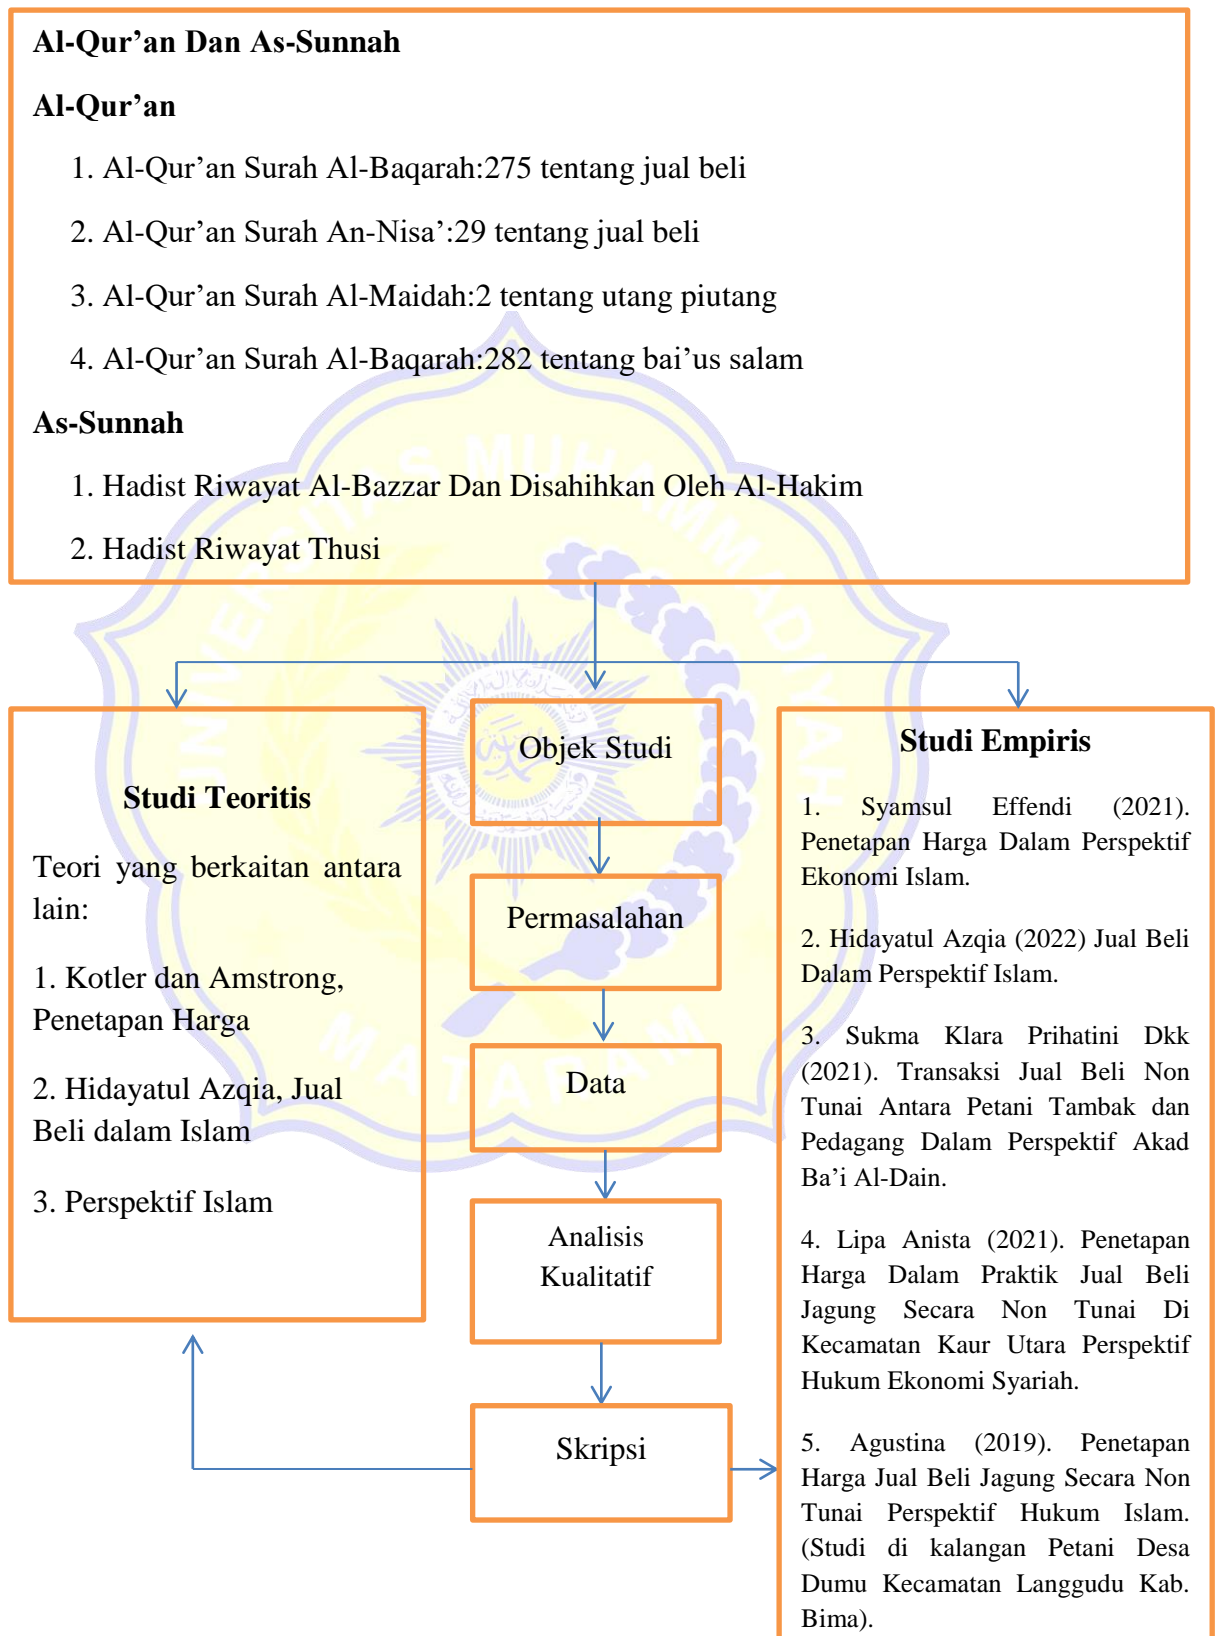 Al-Qur’an Dan As-Sunnah
Al-Qur’an
1. Al-Qur’an Surah Al-Baqarah:275 tentang jual beli
2. Al-Qur’an Surah An-Nisa’:29 tentang jual beli
3. Al-Qur’an Surah Al-Maidah:2 tentang utang piutang
4. Al-Qur’an Surah Al-Baqarah:282 tentang bai’us salam
As-Sunnah
1. Hadist Riwayat Al-Bazzar Dan Disahihkan Oleh Al-Hakim
2. Hadist Riwayat Thusi
Studi Teoritis
Teori yang berkaitan antara
lain:
1. Kotler dan Amstrong,
Penetapan Harga
2. Hidayatul Azqia, Jual
Beli dalam Islam
3. Perspektif Islam
Objek Studi
Permasalahan
Data
Analisis
Kualitatif
Skripsi
Studi Empiris
1. Syamsul Effendi (2021).
Penetapan Harga Dalam Perspektif
Ekonomi Islam.
2. Hidayatul Azqia (2022) Jual Beli
Dalam Perspektif Islam.
3. Sukma Klara Prihatini Dkk
(2021). Transaksi Jual Beli Non
Tunai Antara Petani Tambak dan
Pedagang Dalam Perspektif Akad
Ba’i Al-Dain.
4. Lipa Anista (2021). Penetapan
Harga Dalam Praktik Jual Beli
Jagung Secara Non Tunai Di
Kecamatan Kaur Utara Perspektif
Hukum Ekonomi Syariah.
5. Agustina (2019). Penetapan
Harga Jual Beli Jagung Secara Non
Tunai Perspektif Hukum Islam.
(Studi di kalangan Petani Desa
Dumu Kecamatan Langgudu Kab.
Bima).
UNIVERSITAS MUHAMMADIYAH
MATARAM